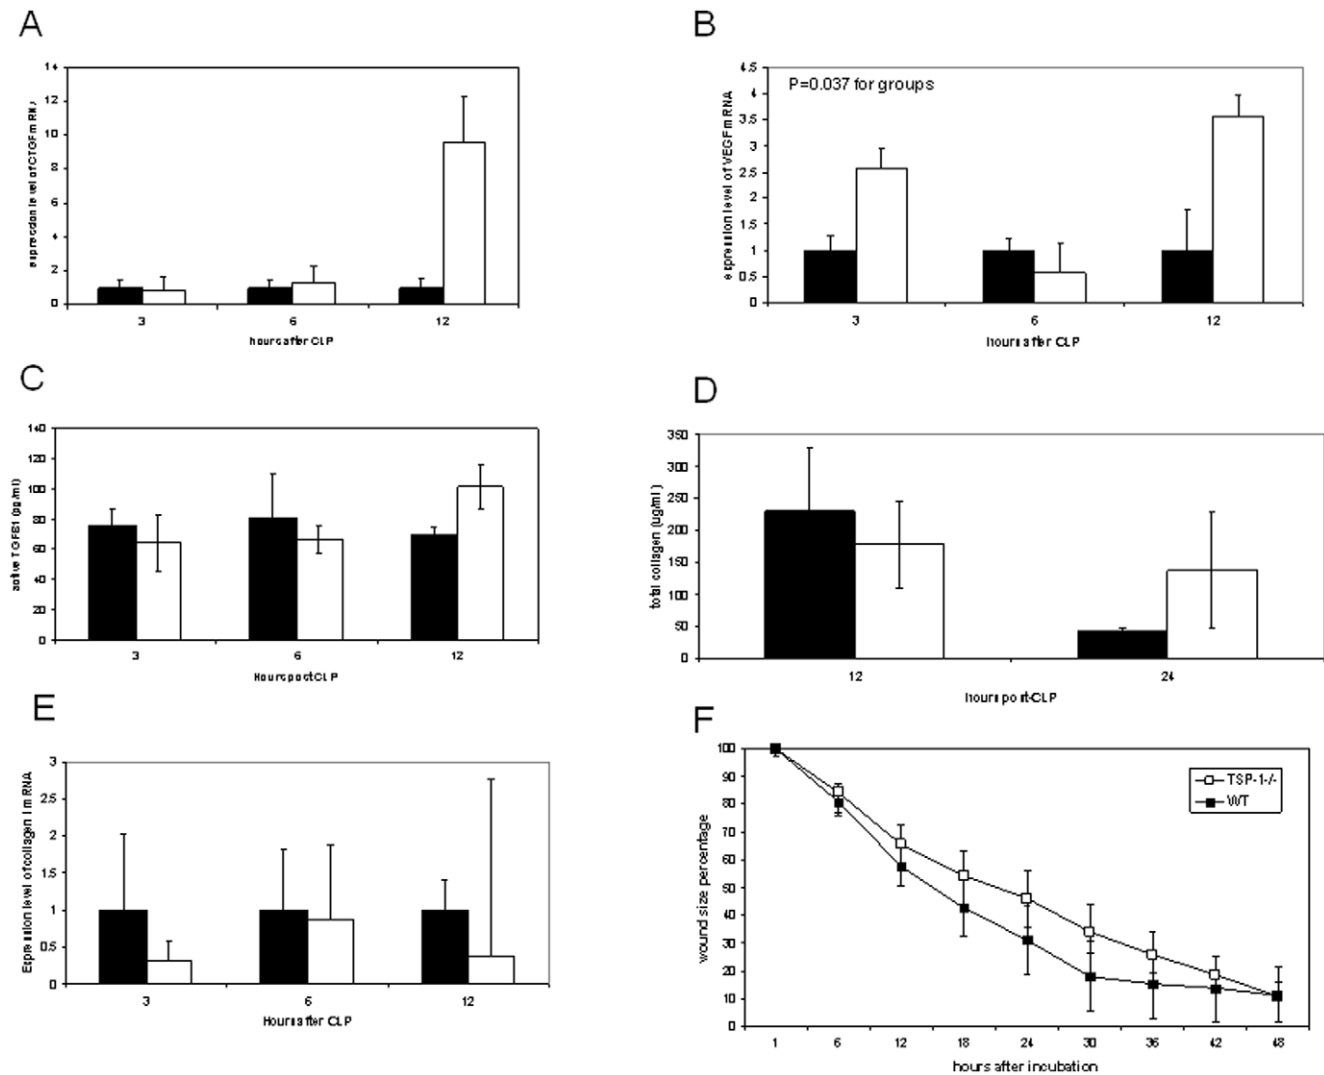 A
expression level of CTGF mRNA
14
12
10
8
6
4
2
0
3 6 12
hours after CLP
B
expression level of VEGF mRNA
P=0.037 for groups
4.5
4
3.5
3
2.5
2
1.5
1
0.5
0
3 6 12
hours after CLP
C
active TGFß1 (pg/ml)
140
120
100
80
60
40
20
0
3 6 12
Hours post CLP
D
total collagen (ug/ml)
350
300
250
200
150
100
50
0
12 24
hours post-CLP
E
Expression level of collagen I mRNA
3
2
1.5
1
0.5
0
3 6 12
Hours after CLP
F
wound size percentage
100
90
80
70
60
50
40
30
20
10
0
TSP-1-/-
WT
1 6 12 18 24 30 36 42 48
hours after incubation